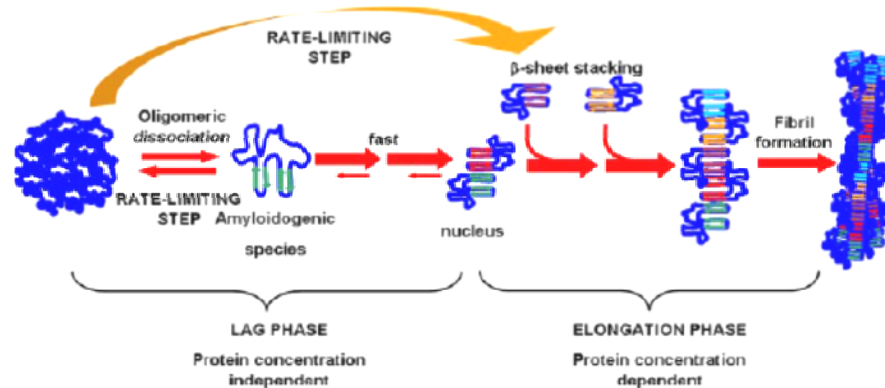 RATE-LIMITING
STEP
β-sheet stacking
Oligomeric
dissociation
fast
Fibril
formation
RATE-LIMITING
STEP
Amyloidogenic
species
nucleus
LAG PHASE
Protein concentration
independent
ELONGATION PHASE
Protein concentration
dependent